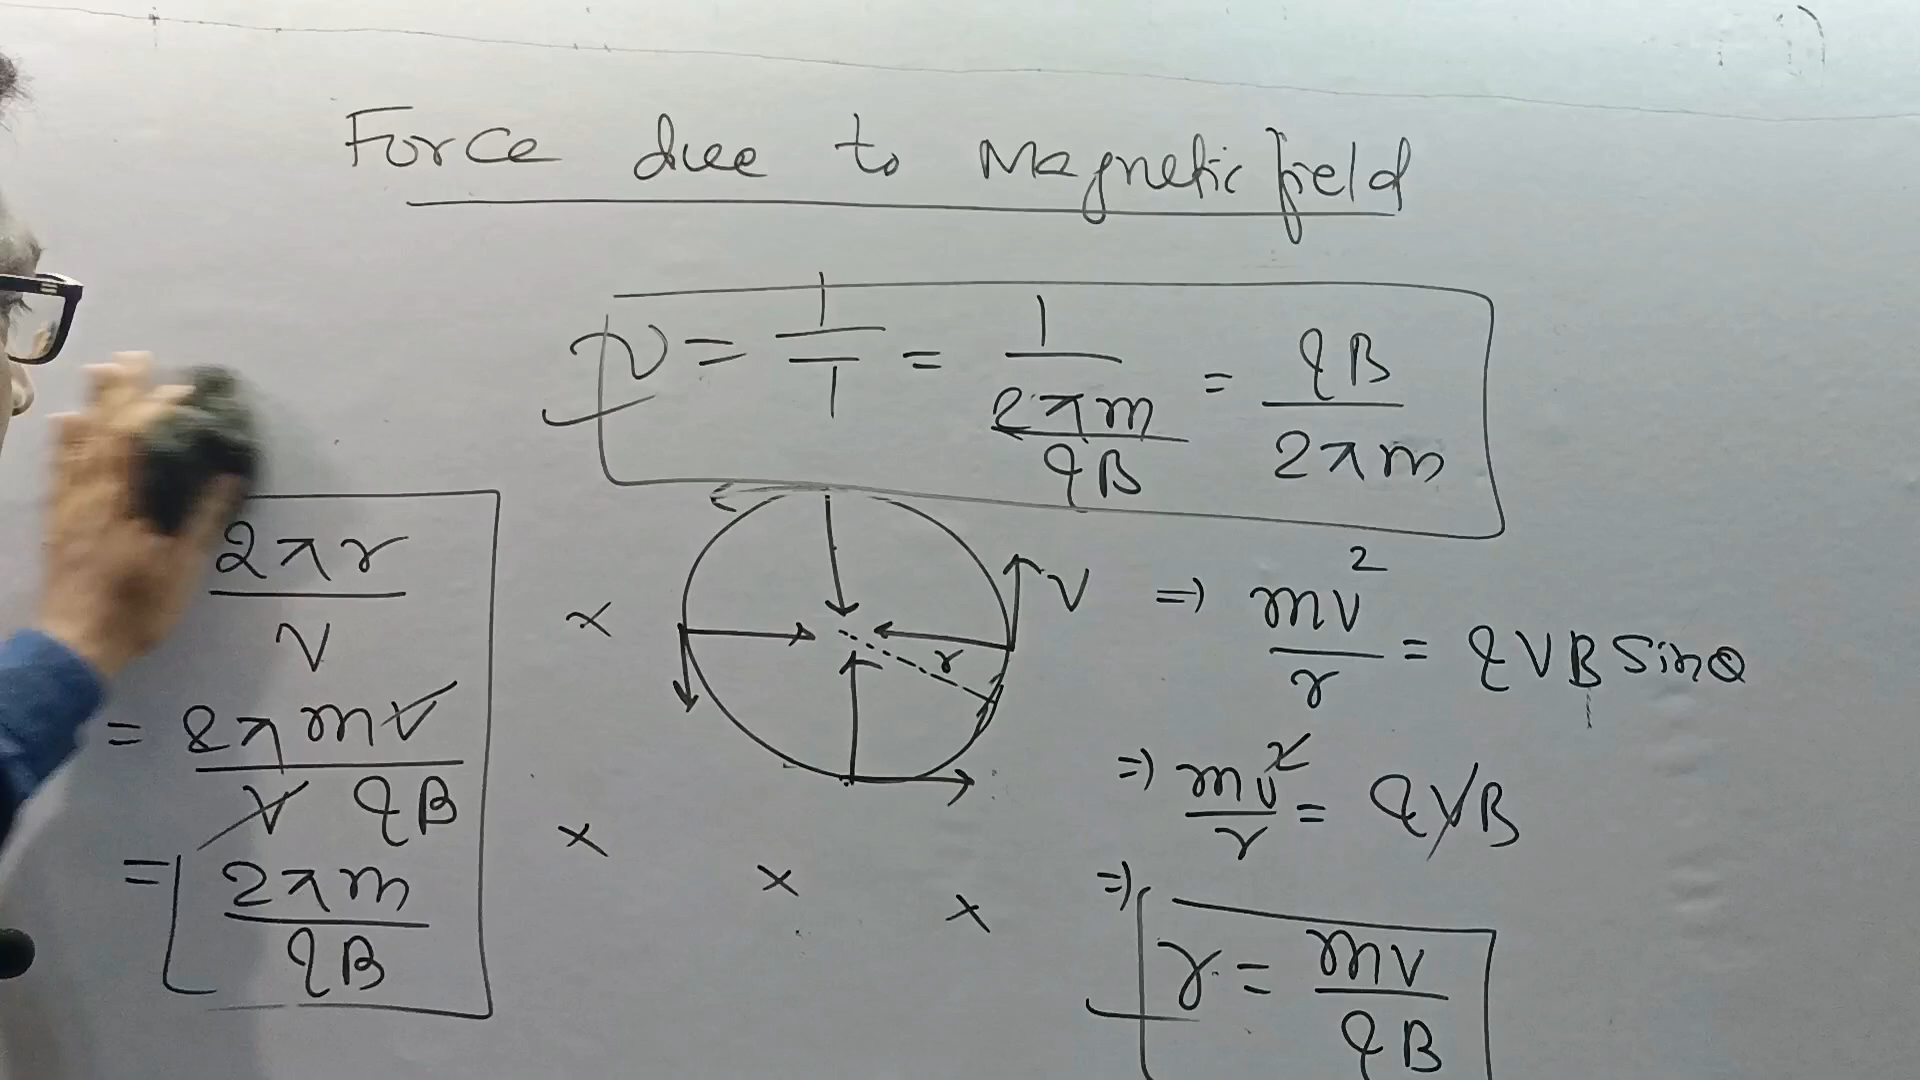 Force due to Magnetic field
ν = 1/T = 1/(2πm/qB) = qB/2πm
2πr/v
= 2πmv/v qB
= 2πm/qB
x
x
x
x
v
r
⇒ mv²/r = qVB Sinθ
⇒ mv²/r = qVB
⇒ r = mv/qB